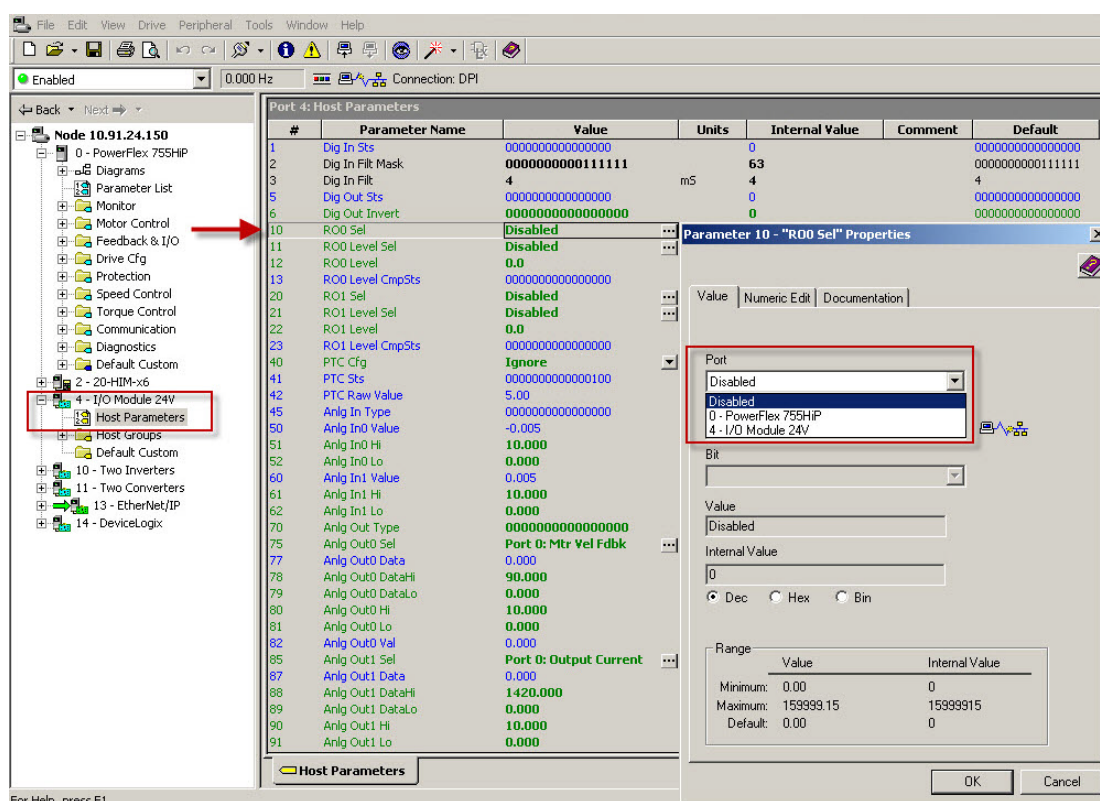 File Edit View Drive Peripheral Tools Window Help
Enabled 0.000 Hz Connection: DPI
Back Next
Node 10.91.24.150
0 - PowerFlex 755HiP
Diagrams
Parameter List
Monitor
Motor Control
Feedback & I/O
Drive Cfg
Protection
Speed Control
Torque Control
Communication
Diagnostics
Default Custom
2 - 20-HIM-x6
4 - I/O Module 24V
Host Parameters
Host Groups
Default Custom
10 - Two Inverters
11 - Two Converters
13 - EtherNet/IP
14 - DeviceLogix
Port 4: Host Parameters
# Parameter Name Value Units Internal Value Comment Default
1 Dig In Sts 0000000000000000 0 0000000000000000
2 Dig In Filt Mask 0000000000111111 63 0000000000111111
3 Dig In Filt 4 mS 4 4
5 Dig Out Sts 0000000000000000 0 0000000000000000
6 Dig Out Invert 0000000000000000 0 0000000000000000
10 RO0 Sel Disabled ...
11 RO0 Level Sel Disabled ...
12 RO0 Level 0.0
13 RO0 Level CmpSts 0000000000000000
20 RO1 Sel Disabled ...
21 RO1 Level Sel Disabled ...
22 RO1 Level 0.0
23 RO1 Level CmpSts 0000000000000000
40 PTC Cfg Ignore
41 PTC Sts 0000000000000100
42 PTC Raw Value 5.00
45 Anlg In Type 0000000000000000
50 Anlg In0 Value -0.005
51 Anlg In0 Hi 10.000
52 Anlg In0 Lo 0.000
60 Anlg In1 Value 0.005
61 Anlg In1 Hi 10.000
62 Anlg In1 Lo 0.000
70 Anlg Out Type 0000000000000000
75 Anlg Out0 Sel Port 0: Mtr Vel Fdbk ...
77 Anlg Out0 Data 0.000
78 Anlg Out0 DataHi 90.000
79 Anlg Out0 DataLo 0.000
80 Anlg Out0 Hi 10.000
81 Anlg Out0 Lo 0.000
82 Anlg Out0 Val 0.000
85 Anlg Out1 Sel Port 0: Output Current ...
87 Anlg Out1 Data 0.000
88 Anlg Out1 DataHi 1420.000
89 Anlg Out1 DataLo 0.000
90 Anlg Out1 Hi 10.000
91 Anlg Out1 Lo 0.000
Host Parameters
Parameter 10 - "RO0 Sel" Properties
Value Numeric Edit Documentation
Port
Disabled
Disabled
0 - PowerFlex 755HiP
4 - I/O Module 24V
Bit
Value
Disabled
Internal Value
0
Dec Hex Bin
Range
Value Internal Value
Minimum: 0.00 0
Maximum: 159999.15 15999915
Default: 0.00 0
OK Cancel
For Help, press F1